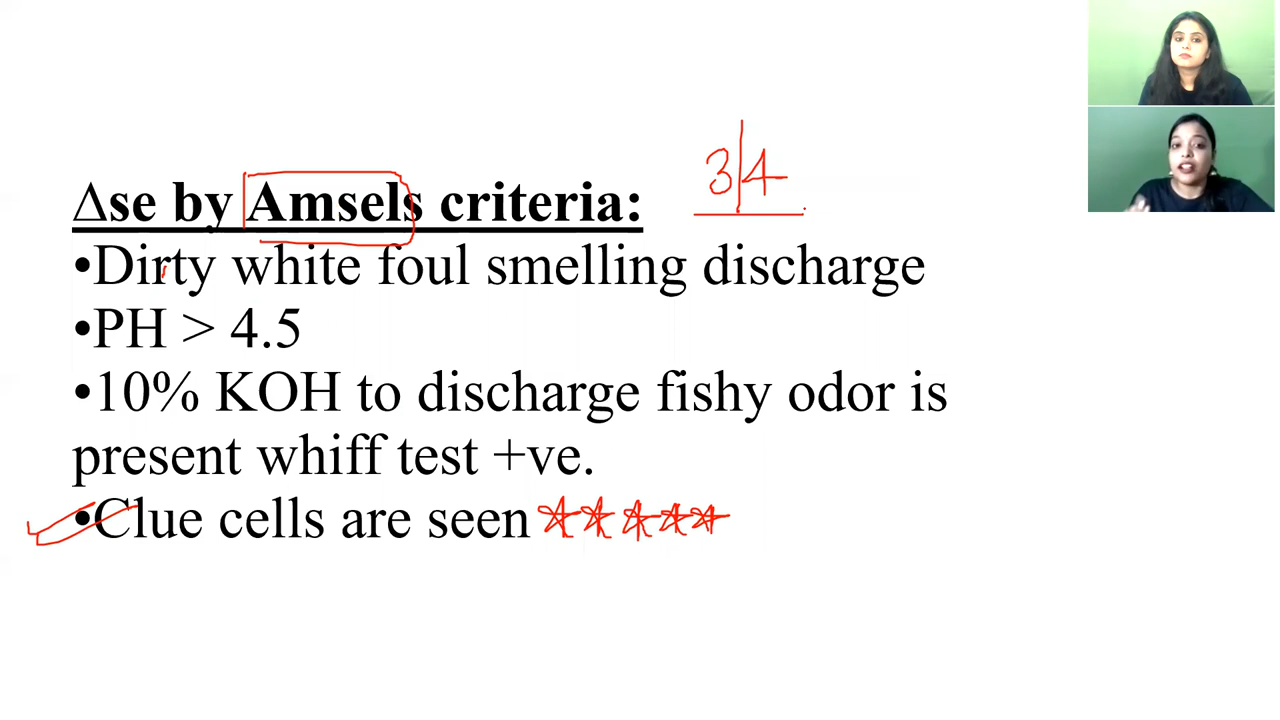 3|4
∆se by Amsels criteria:
•Dirty white foul smelling discharge
•PH > 4.5
•10% KOH to discharge fishy odor is
present whiff test +ve.
•Clue cells are seen